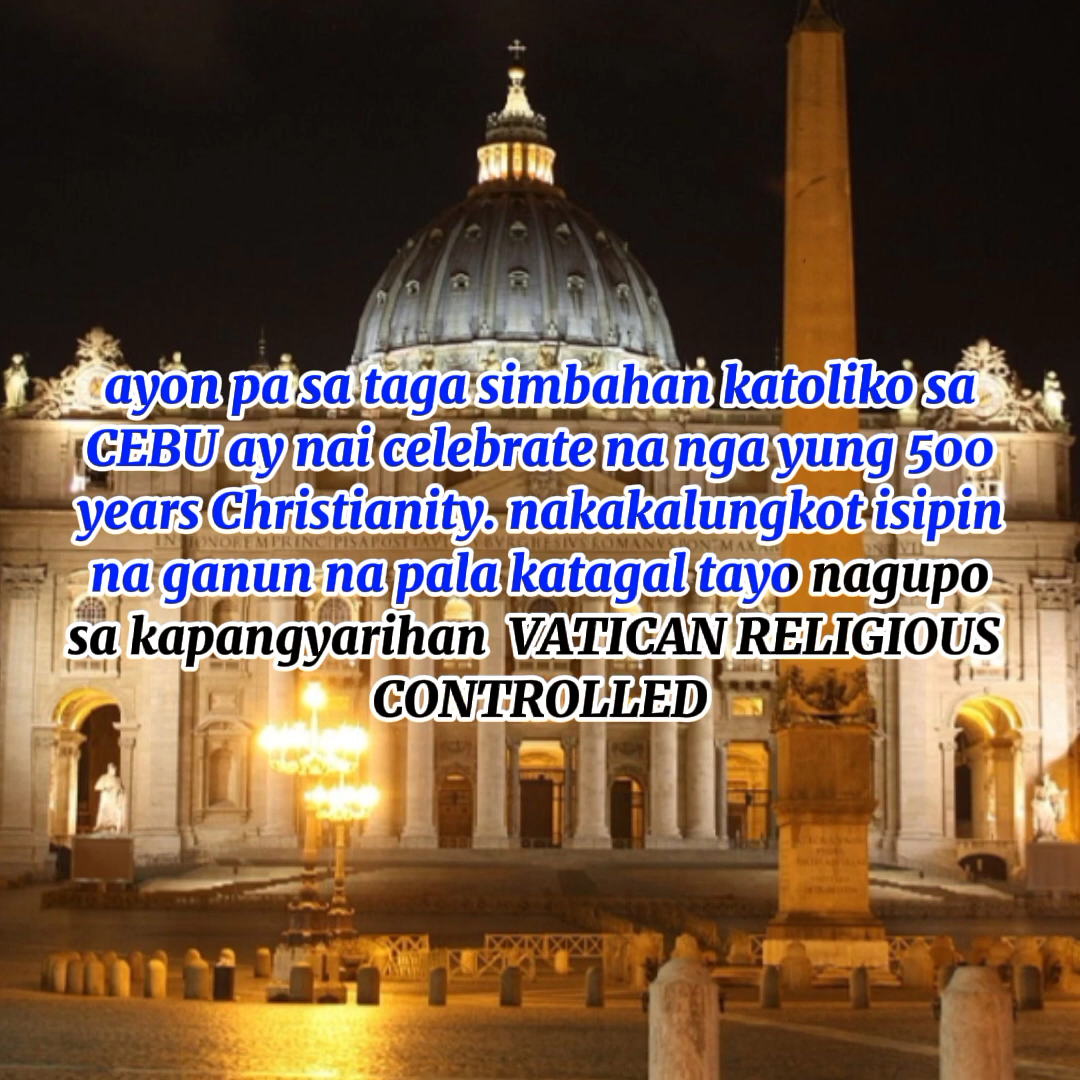 ayon pa sa taga simbahan katoliko sa
CEBU ay nai celebrate na nga yung 500
years Christianity. nakakalungkot isipin
na ganun na pala katagal tayo nagupo
sa kapangyarihan VATICAN RELIGIOUS
CONTROLLED